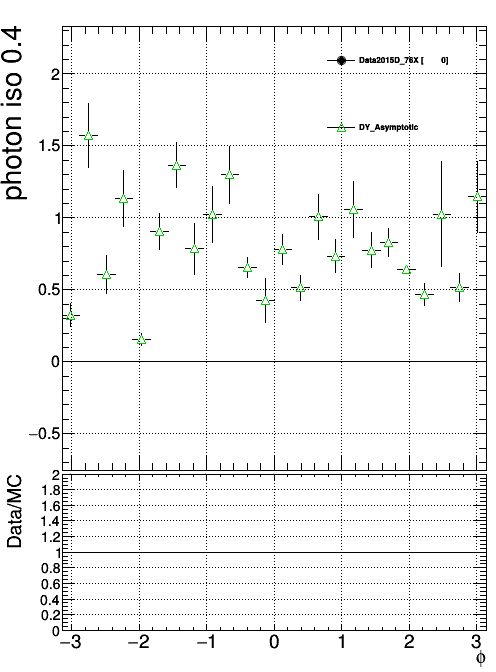 photon iso 0.4
Data2015D_76X [ 0]
DY_Asymptotic
2
1.5
1
0.5
0
−0.5
Data/MC
2
1.8
1.6
1.4
1.2
1
0.8
0.6
0.4
0.2
0
−3 −2 −1 0 1 2 3
ϕ